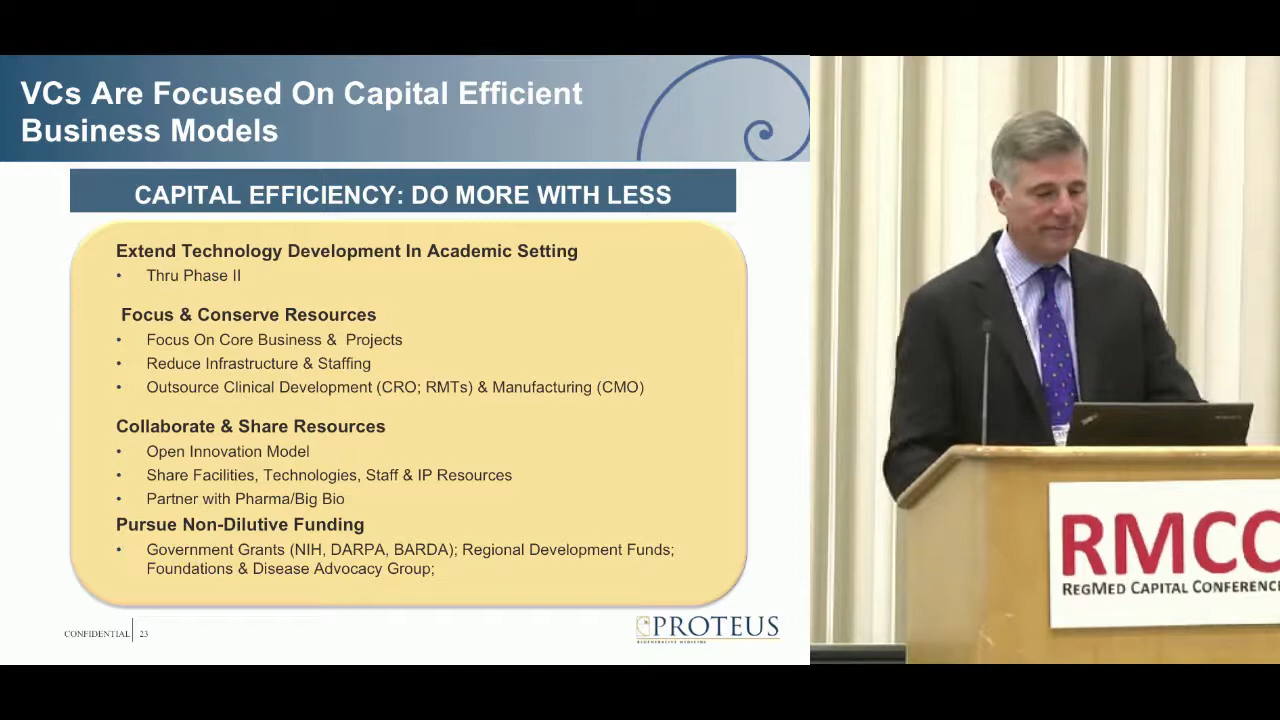 VCs Are Focused On Capital Efficient
Business Models
CAPITAL EFFICIENCY: DO MORE WITH LESS
Extend Technology Development In Academic Setting
• Thru Phase II
Focus & Conserve Resources
• Focus On Core Business & Projects
• Reduce Infrastructure & Staffing
• Outsource Clinical Development (CRO; RMTs) & Manufacturing (CMO)
Collaborate & Share Resources
• Open Innovation Model
• Share Facilities, Technologies, Staff & IP Resources
• Partner with Pharma/Big Bio
Pursue Non-Dilutive Funding
• Government Grants (NIH, DARPA, BARDA); Regional Development Funds;
Foundations & Disease Advocacy Group;
CONFIDENTIAL 23
PROTEUS
REGENERATIVE MEDICINE
RMCC
REGMED CAPITAL CONFERENCE